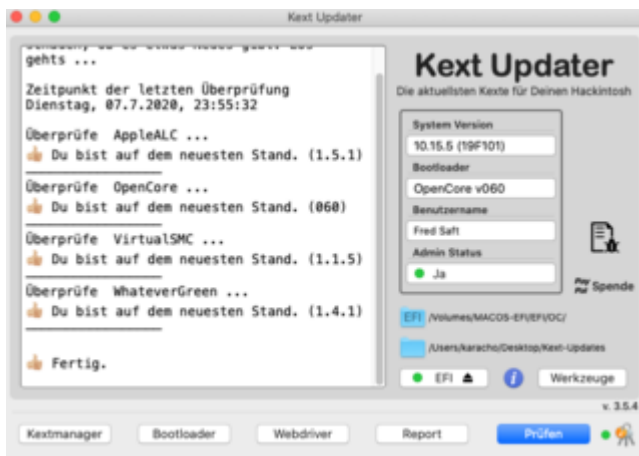 Kext Updater
gehts ...
Zeitpunkt der letzten Überprüfung
Dienstag, 07.7.2020, 23:55:32
Überprüfe AppleALC ...
👍 Du bist auf dem neuesten Stand. (1.5.1)
Überprüfe OpenCore ...
👍 Du bist auf dem neuesten Stand. (060)
Überprüfe VirtualSMC ...
👍 Du bist auf dem neuesten Stand. (1.1.5)
Überprüfe WhateverGreen ...
👍 Du bist auf dem neuesten Stand. (1.4.1)
👍 Fertig.
Kext Updater
Die aktuellsten Kexte für Deinen Hackintosh
System Version
10.15.5 (19F101)
Bootloader
OpenCore v060
Benutzername
Fred Saft
Admin Status
Ja
Spende
EFI /Volumes/MACOS-EFI/EFI/OC/
/Users/karacho/Desktop/Kext-Updates
EFI
Werkzeuge
v. 3.5.4
Kextmanager
Bootloader
Webdriver
Report
Prüfen